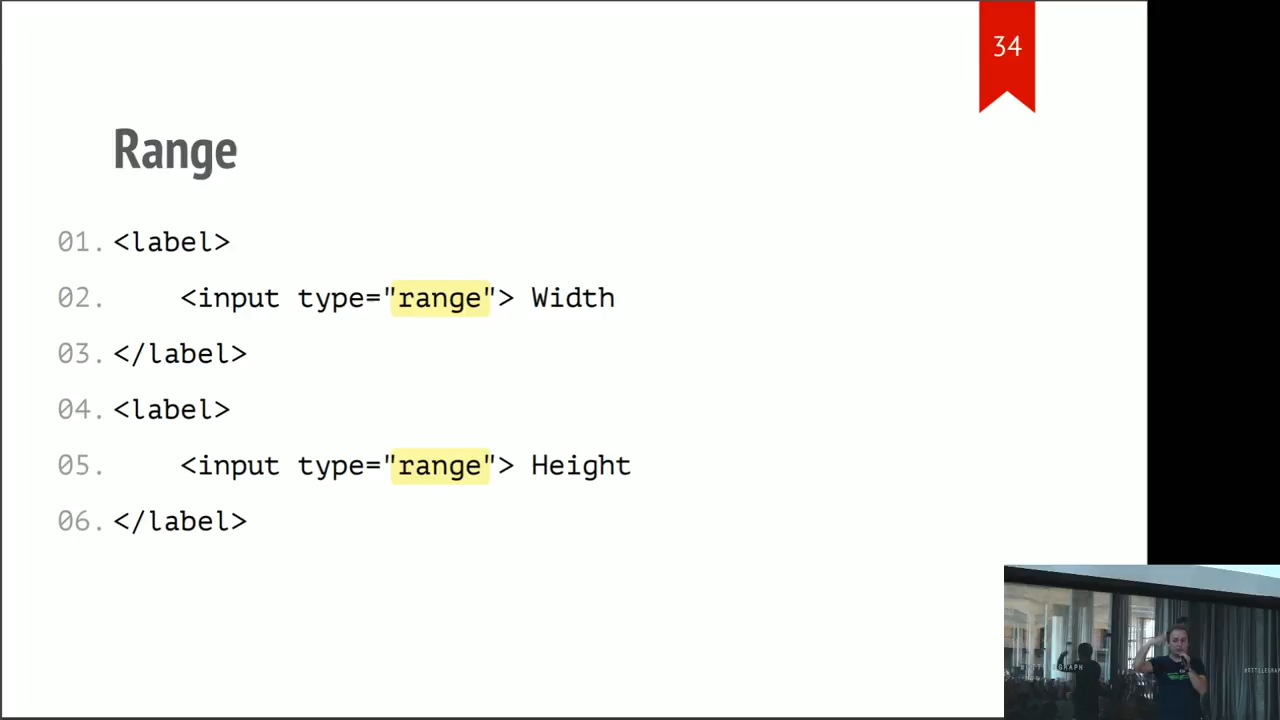 34
Range
01. <label>
02.     <input type="range"> Width
03. </label>
04. <label>
05.     <input type="range"> Height
06. </label>